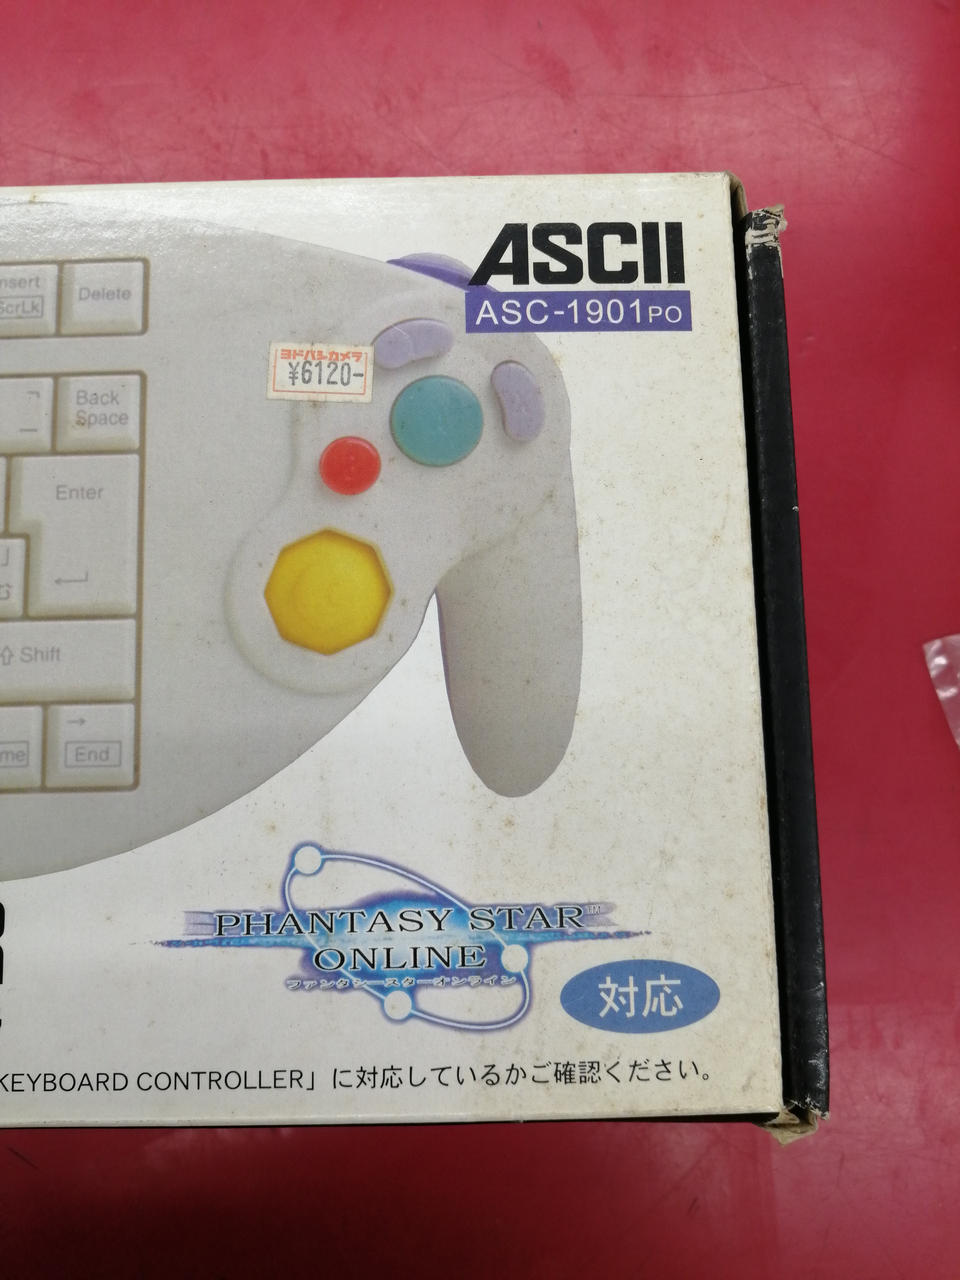 ASCII
ASC-1901PO
nsert
ScrLk
Delete
ヨドバシカメラ
¥6120-
Back
Space
Enter
⇧ Shift
me
→
End
PHANTASY STAR™
ONLINE
ファンタシースターオンライン
対応
KEYBOARD CONTROLLER」に対応しているかご確認ください。